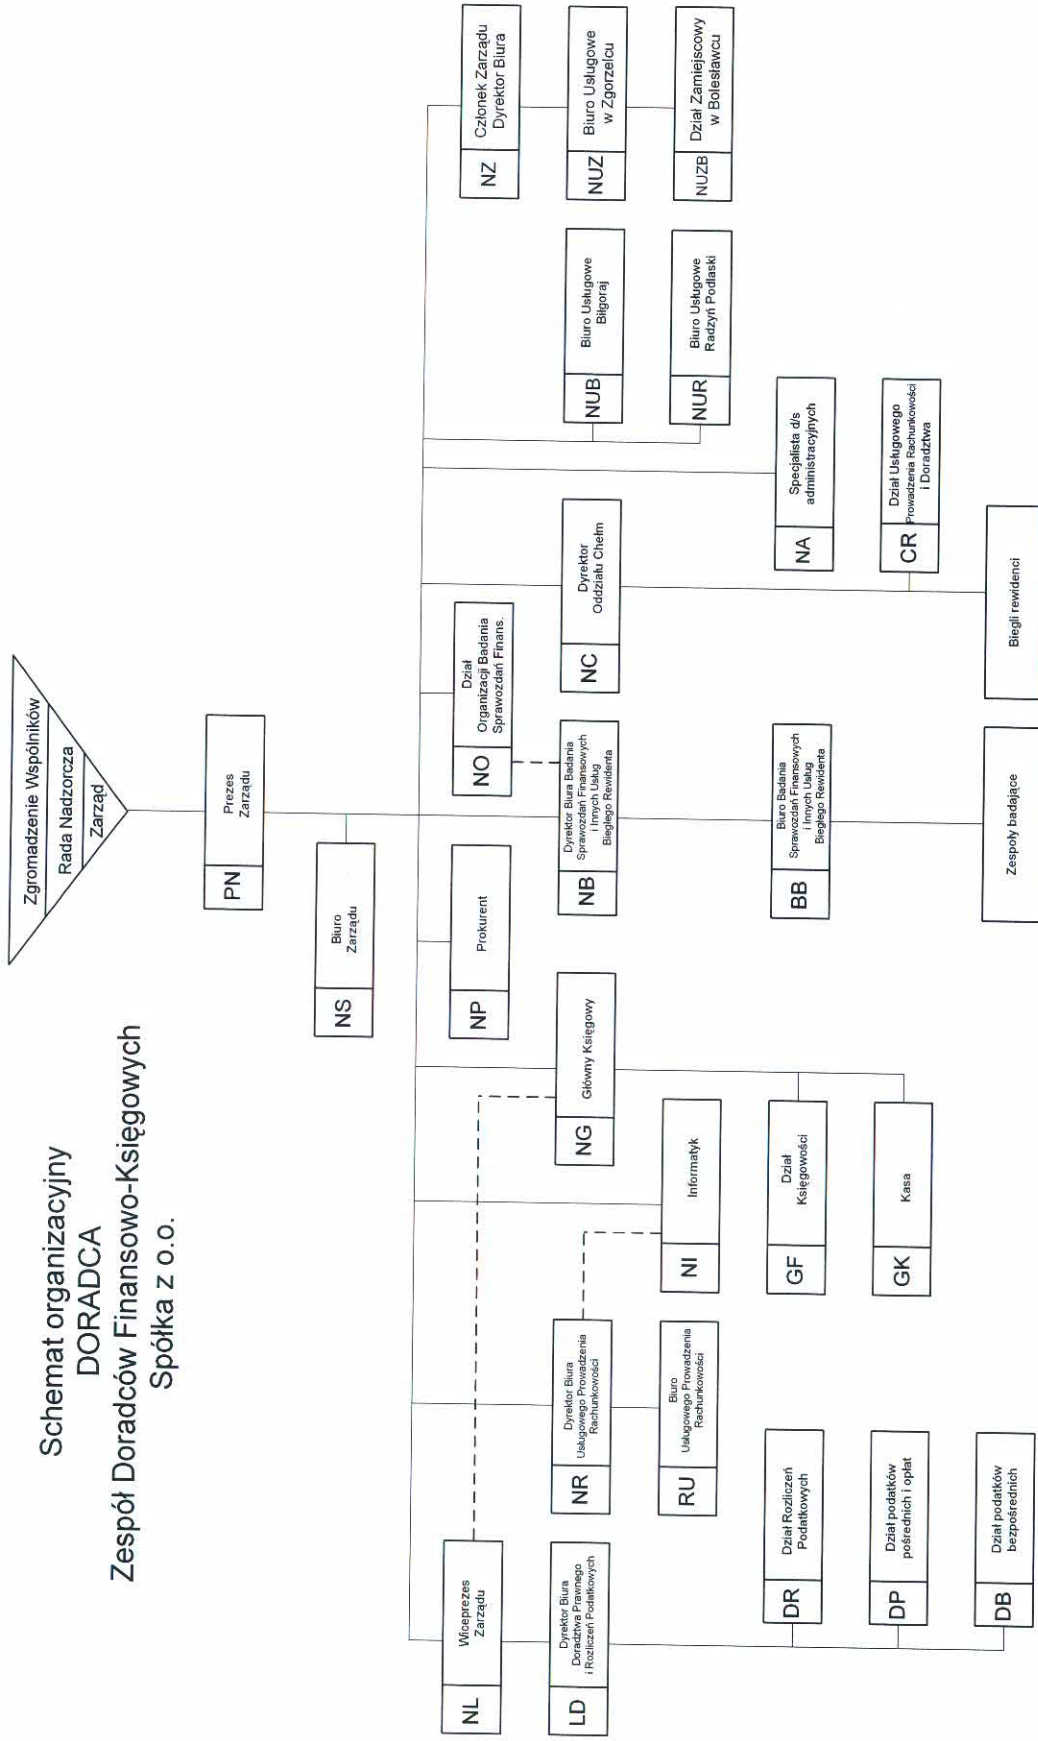 Schemat organizacyjny
DORADCA
Zespół Doradców Finansowo-Księgowych
Spółka z o.o.
Zgromadzenie Wspólników
Rada Nadzorcza
Zarząd
PN
Prezes
Zarządu
NS
Biuro
Zarządu
NL
Wiceprezes
Zarządu
NP
Prokurent
NO
Dział
Organizacji Badania
Sprawozdań Finans.
NZ
Członek Zarządu
Dyrektor Biura
LD
Dyrektor Biura
Doradztwa Prawnego
i Rozliczeń Podatkowych
NR
Dyrektor Biura
Usługowego Prowadzenia
Rachunkowości
NG
Główny Księgowy
NB
Dyrektor Biura Badania
Sprawozdań Finansowych
i Innych Usług
Biegłego Rewidenta
NC
Dyrektor
Oddziału Chełm
NUB
Biuro Usługowe
Biłgoraj
NUZ
Biuro Usługowe
w Zgorzelcu
RU
Biuro
Usługowego Prowadzenia
Rachunkowości
NI
Informatyk
NUR
Biuro Usługowe
Radzyń Podlaski
NUZB
Dział Zamiejscowy
w Bolesławcu
DR
Dział Rozliczeń
Podatkowych
GF
Dział
Księgowości
BB
Biuro Badania
Sprawozdań Finansowych
i Innych Usług
Biegłego Rewidenta
NA
Specjalista d/s
administracyjnych
DP
Dział podatków
pośrednich i opłat
GK
Kasa
CR
Dział Usługowego
Prowadzenia Rachunkowości
i Doradztwa
DB
Dział podatków
bezpośrednich
Zespoły badające
Biegli rewidenci